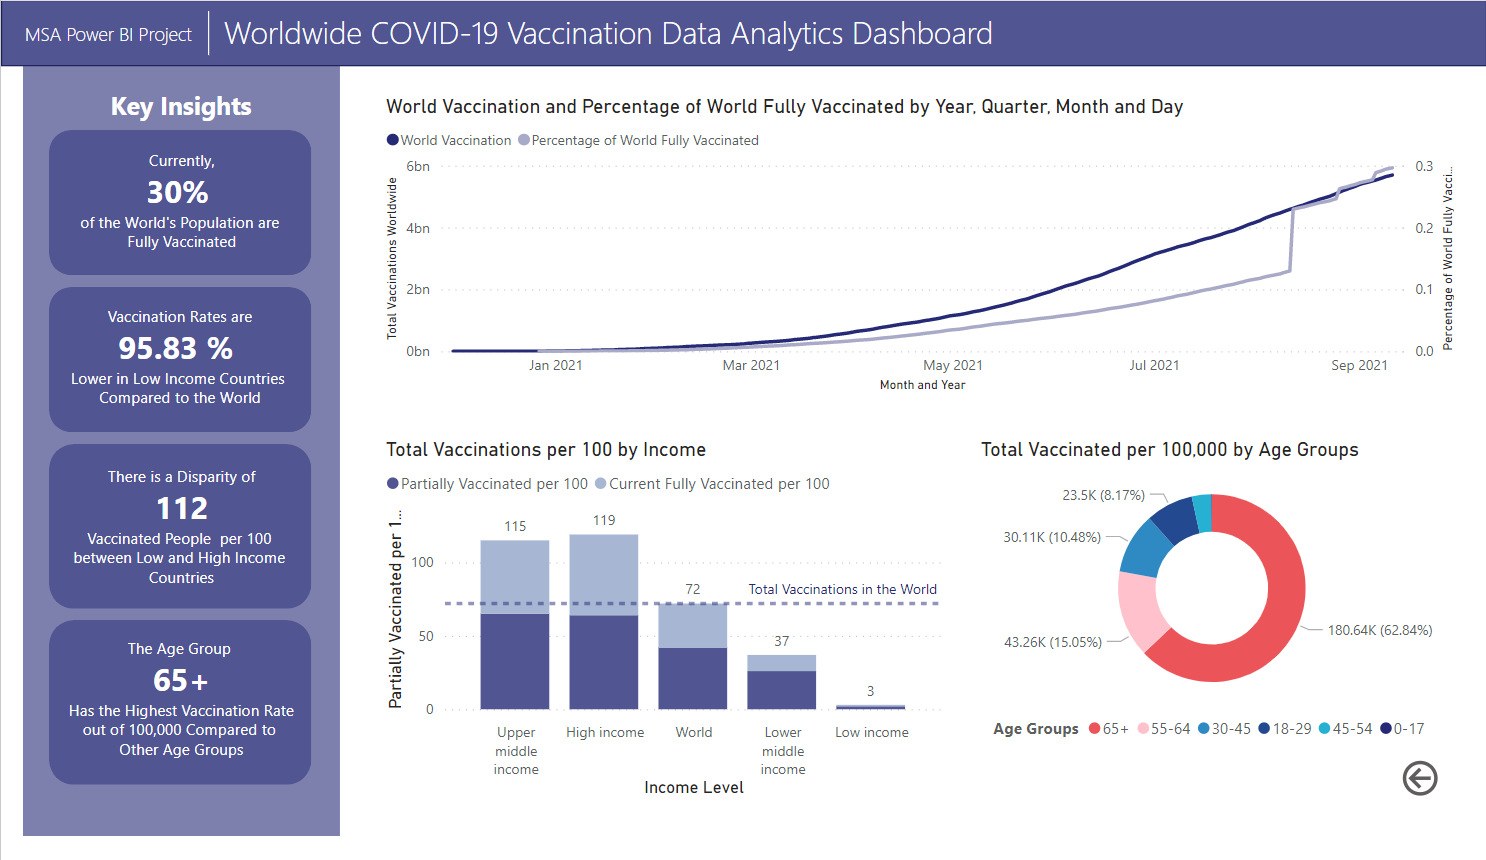 MSA Power BI Project
Worldwide COVID-19 Vaccination Data Analytics Dashboard
Key Insights
Currently,
30%
of the World's Population are
Fully Vaccinated
Vaccination Rates are
95.83 %
Lower in Low Income Countries
Compared to the World
There is a Disparity of
112
Vaccinated People per 100
between Low and High Income
Countries
The Age Group
65+
Has the Highest Vaccination Rate
out of 100,000 Compared to
Other Age Groups
World Vaccination and Percentage of World Fully Vaccinated by Year, Quarter, Month and Day
World Vaccination Percentage of World Fully Vaccinated
Total Vaccinations Worldwide
6bn
4bn
2bn
0bn
0.3
0.2
0.1
0.0
Percentage of World Fully Vacci...
Jan 2021 Mar 2021 May 2021 Jul 2021 Sep 2021
Month and Year
Total Vaccinations per 100 by Income
Partially Vaccinated per 100 Current Fully Vaccinated per 100
Partially Vaccinated per 1...
100
50
0
115
119
72
37
3
Total Vaccinations in the World
Upper
middle
income
High income
World
Lower
middle
income
Low income
Income Level
Total Vaccinated per 100,000 by Age Groups
23.5K (8.17%)
30.11K (10.48%)
43.26K (15.05%)
180.64K (62.84%)
Age Groups 65+ 55-64 30-45 18-29 45-54 0-17